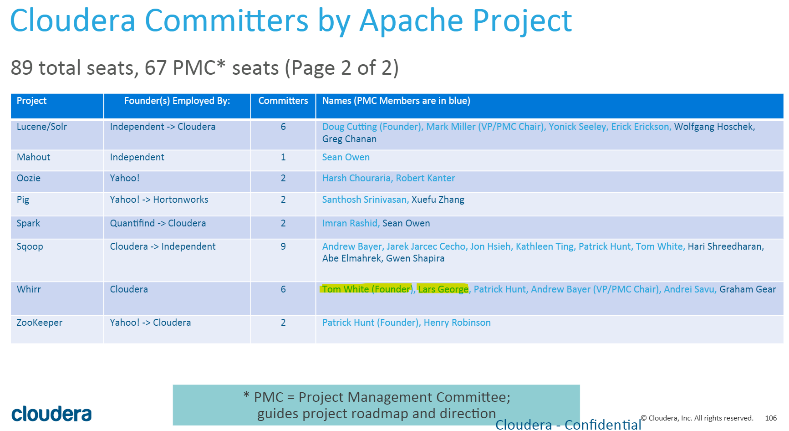 Cloudera Committers by Apache Project
89 total seats, 67 PMC* seats (Page 2 of 2)
Project Founder(s) Employed By: Committers Names (PMC Members are in blue)
Lucene/Solr Independent -> Cloudera 6 Doug Cutting (Founder), Mark Miller (VP/PMC Chair), Yonick Seeley, Erick Erickson, Wolfgang Hoschek,
Greg Chanan
Mahout Independent 1 Sean Owen
Oozie Yahoo! 2 Harsh Chouraria, Robert Kanter
Pig Yahoo! -> Hortonworks 2 Santhosh Srinivasan, Xuefu Zhang
Spark Quantifind -> Cloudera 2 Imran Rashid, Sean Owen
Sqoop Cloudera -> Independent 9 Andrew Bayer, Jarek Jarcec Cecho, Jon Hsieh, Kathleen Ting, Patrick Hunt, Tom White, Hari Shreedharan,
Abe Elmahrek, Gwen Shapira
Whirr Cloudera 6 Tom White (Founder), Lars George, Patrick Hunt, Andrew Bayer (VP/PMC Chair), Andrei Savu, Graham Gear
ZooKeeper Yahoo! -> Cloudera 2 Patrick Hunt (Founder), Henry Robinson
* PMC = Project Management Committee;
guides project roadmap and direction
cloudera
Cloudera - Confidential
© Cloudera, Inc. All rights reserved. 106